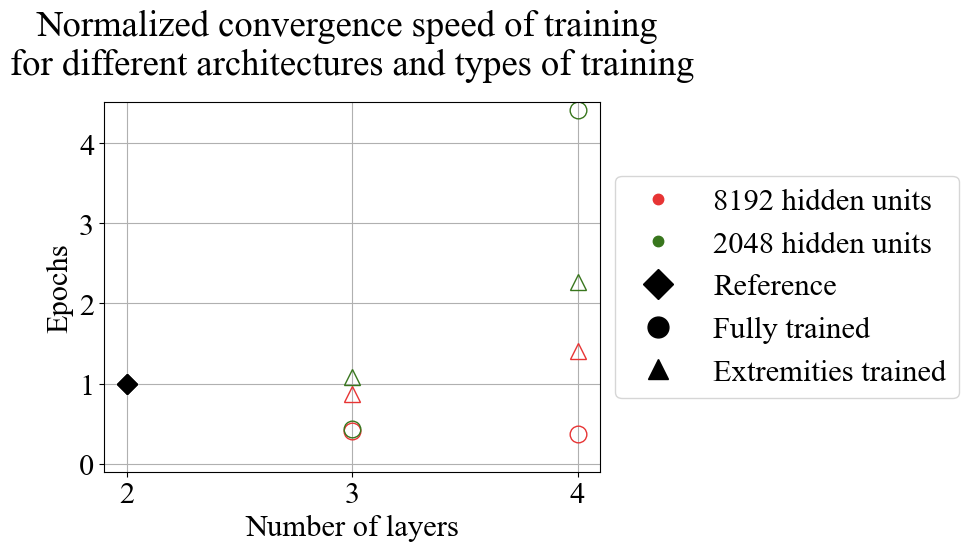 Normalized convergence speed of training
for different architectures and types of training
4
3
2
1
0
Epochs
2
3
4
Number of layers
8192 hidden units
2048 hidden units
Reference
Fully trained
Extremities trained